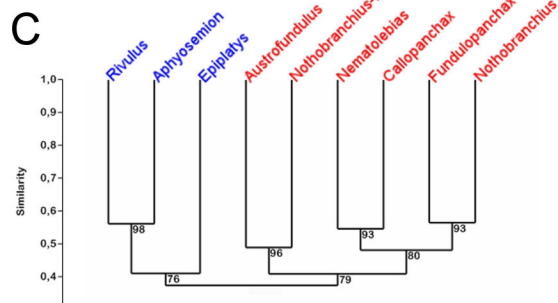 C
Rivulus
Aphyosemion
Epiplatys
Austrofundulus
Nematolebias
Callopanchax
Fundulopanchax
Nothobranchius
Similarity
1,0
0,9
0,8
0,7
0,6
0,5
0,4
98
76
96
93
93
80
79